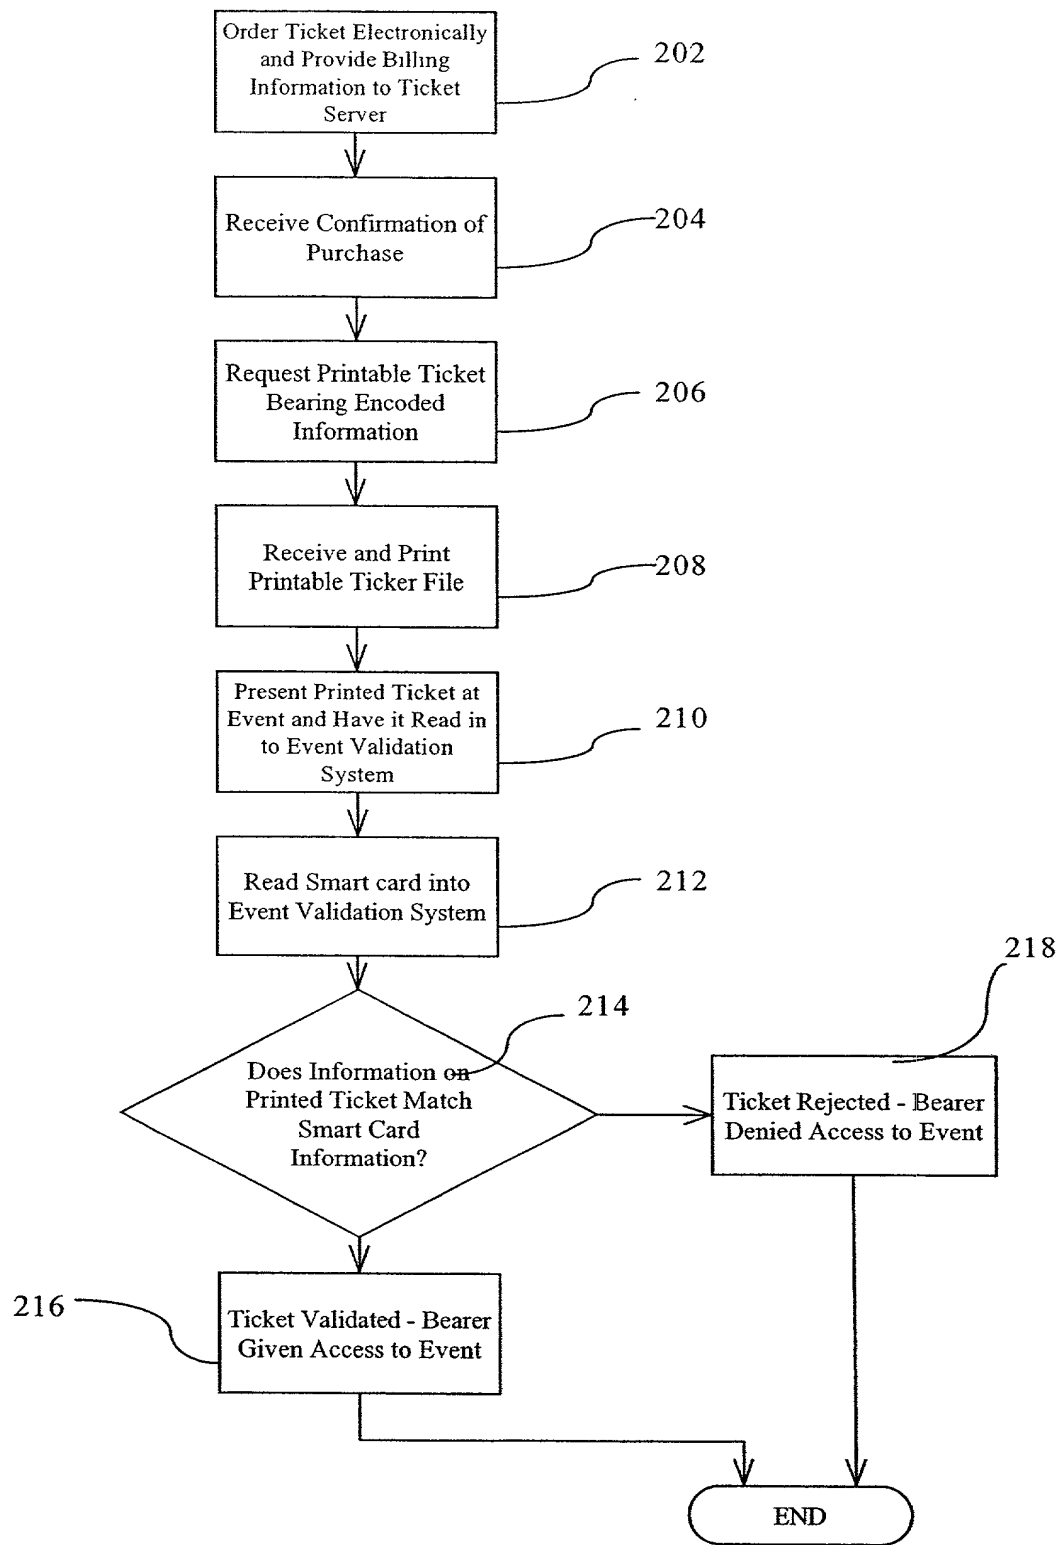 Order Ticket Electronically
and Provide Billing
Information to Ticket
Server
202
Receive Confirmation of
Purchase
204
Request Printable Ticket
Bearing Encoded
Information
206
Receive and Print
Printable Ticker File
208
Present Printed Ticket at
Event and Have it Read in
to Event Validation
System
210
Read Smart card into
Event Validation System
212
Does Information on
Printed Ticket Match
Smart Card
Information?
214
218
Ticket Rejected - Bearer
Denied Access to Event
216
Ticket Validated - Bearer
Given Access to Event
END